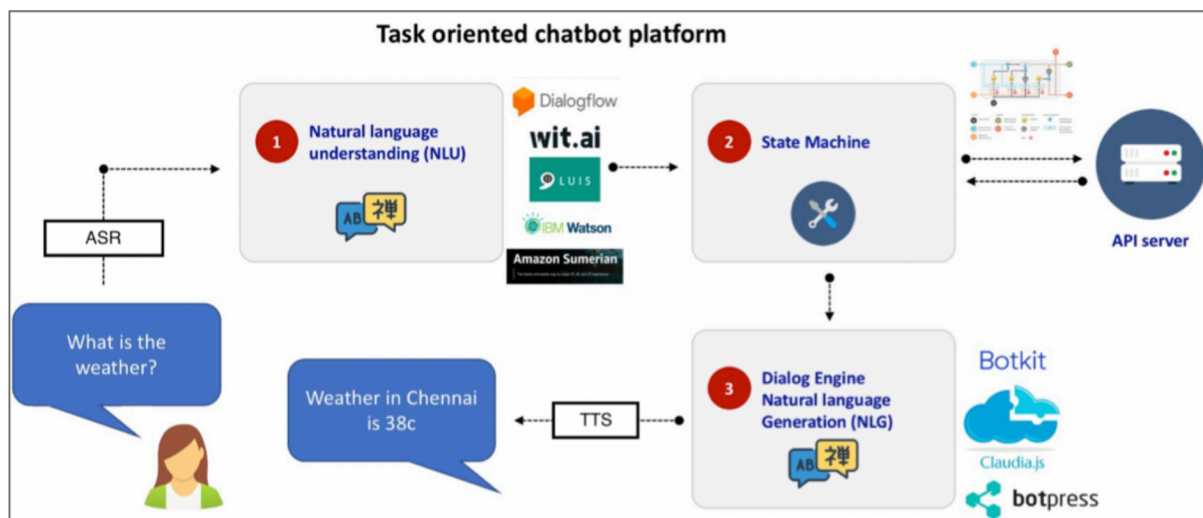 Task oriented chatbot platform
1
Natural language
understanding (NLU)
AB 禅
Dialogflow
wit.ai
LUIS
IBM Watson
Amazon Sumerian
2
State Machine
API server
ASR
What is the
weather?
Weather in Chennai
is 38c
TTS
3
Dialog Engine
Natural language
Generation (NLG)
AB 禅
Botkit
Claudia.js
botpress